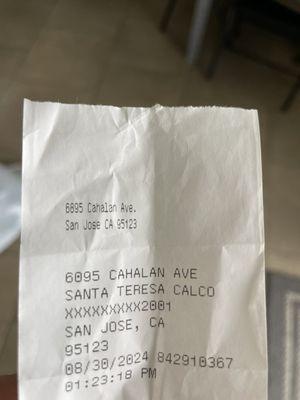 6095 Cahalan Ave.
San Jose CA 95123
6095 CAHALAN AVE
SANTA TERESA CALCO
XXXXXXXXX2001
SAN JOSE, CA
95123
08/30/2024 842910367
01:23:18 PM